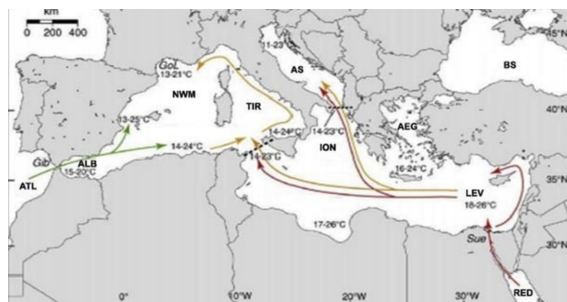 0 400 800
km
45°N
40°N
35°N
30°N
0°
10°W
20°W
30°W
11-23°C
AS
BS
GoL
13-21°C
NWM
TIR
13-25°C
14-24°C
14-24°C
14-23°C
AEG
ION
Gib
ALB
15-20°C
14-23°C
16-24°C
ATL
LEV
18-26°C
17-26°C
Sue
RED